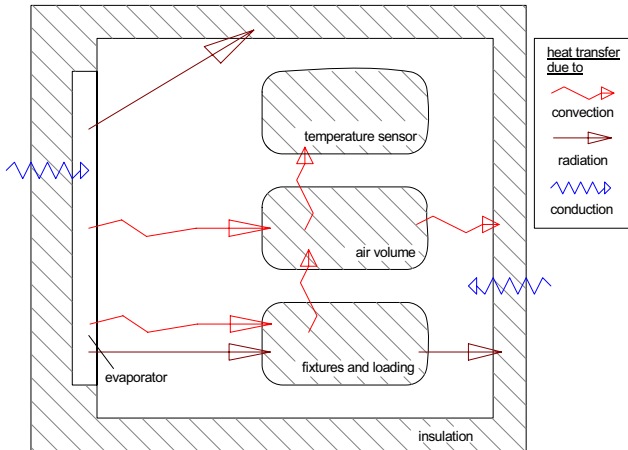 heat transfer
due to
convection
radiation
conduction
temperature sensor
air volume
fixtures and loading
evaporator
insulation